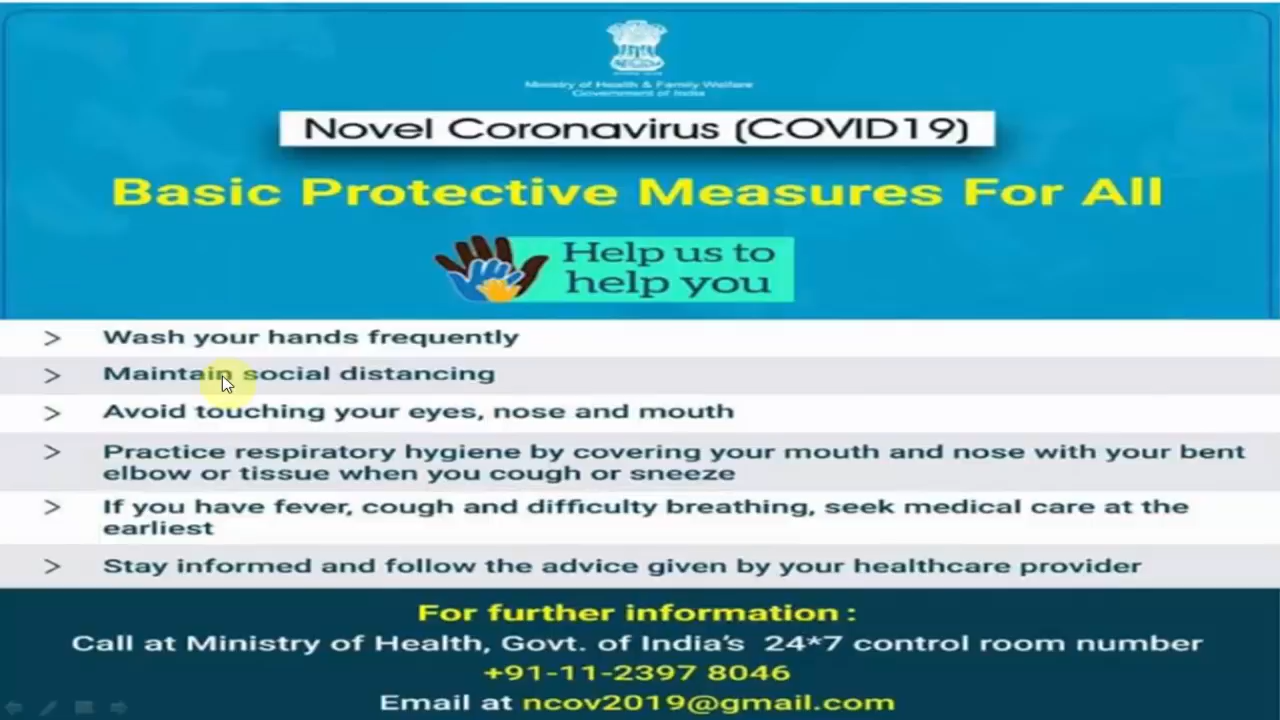 Ministry of Health & Family Welfare
Government of India
Novel Coronavirus (COVID19)
Basic Protective Measures For All
Help us to
help you
> Wash your hands frequently
> Maintain social distancing
> Avoid touching your eyes, nose and mouth
> Practice respiratory hygiene by covering your mouth and nose with your bent
elbow or tissue when you cough or sneeze
> If you have fever, cough and difficulty breathing, seek medical care at the
earliest
> Stay informed and follow the advice given by your healthcare provider
For further information :
Call at Ministry of Health, Govt. of India's 24*7 control room number
+91-11-2397 8046
Email at ncov2019@gmail.com